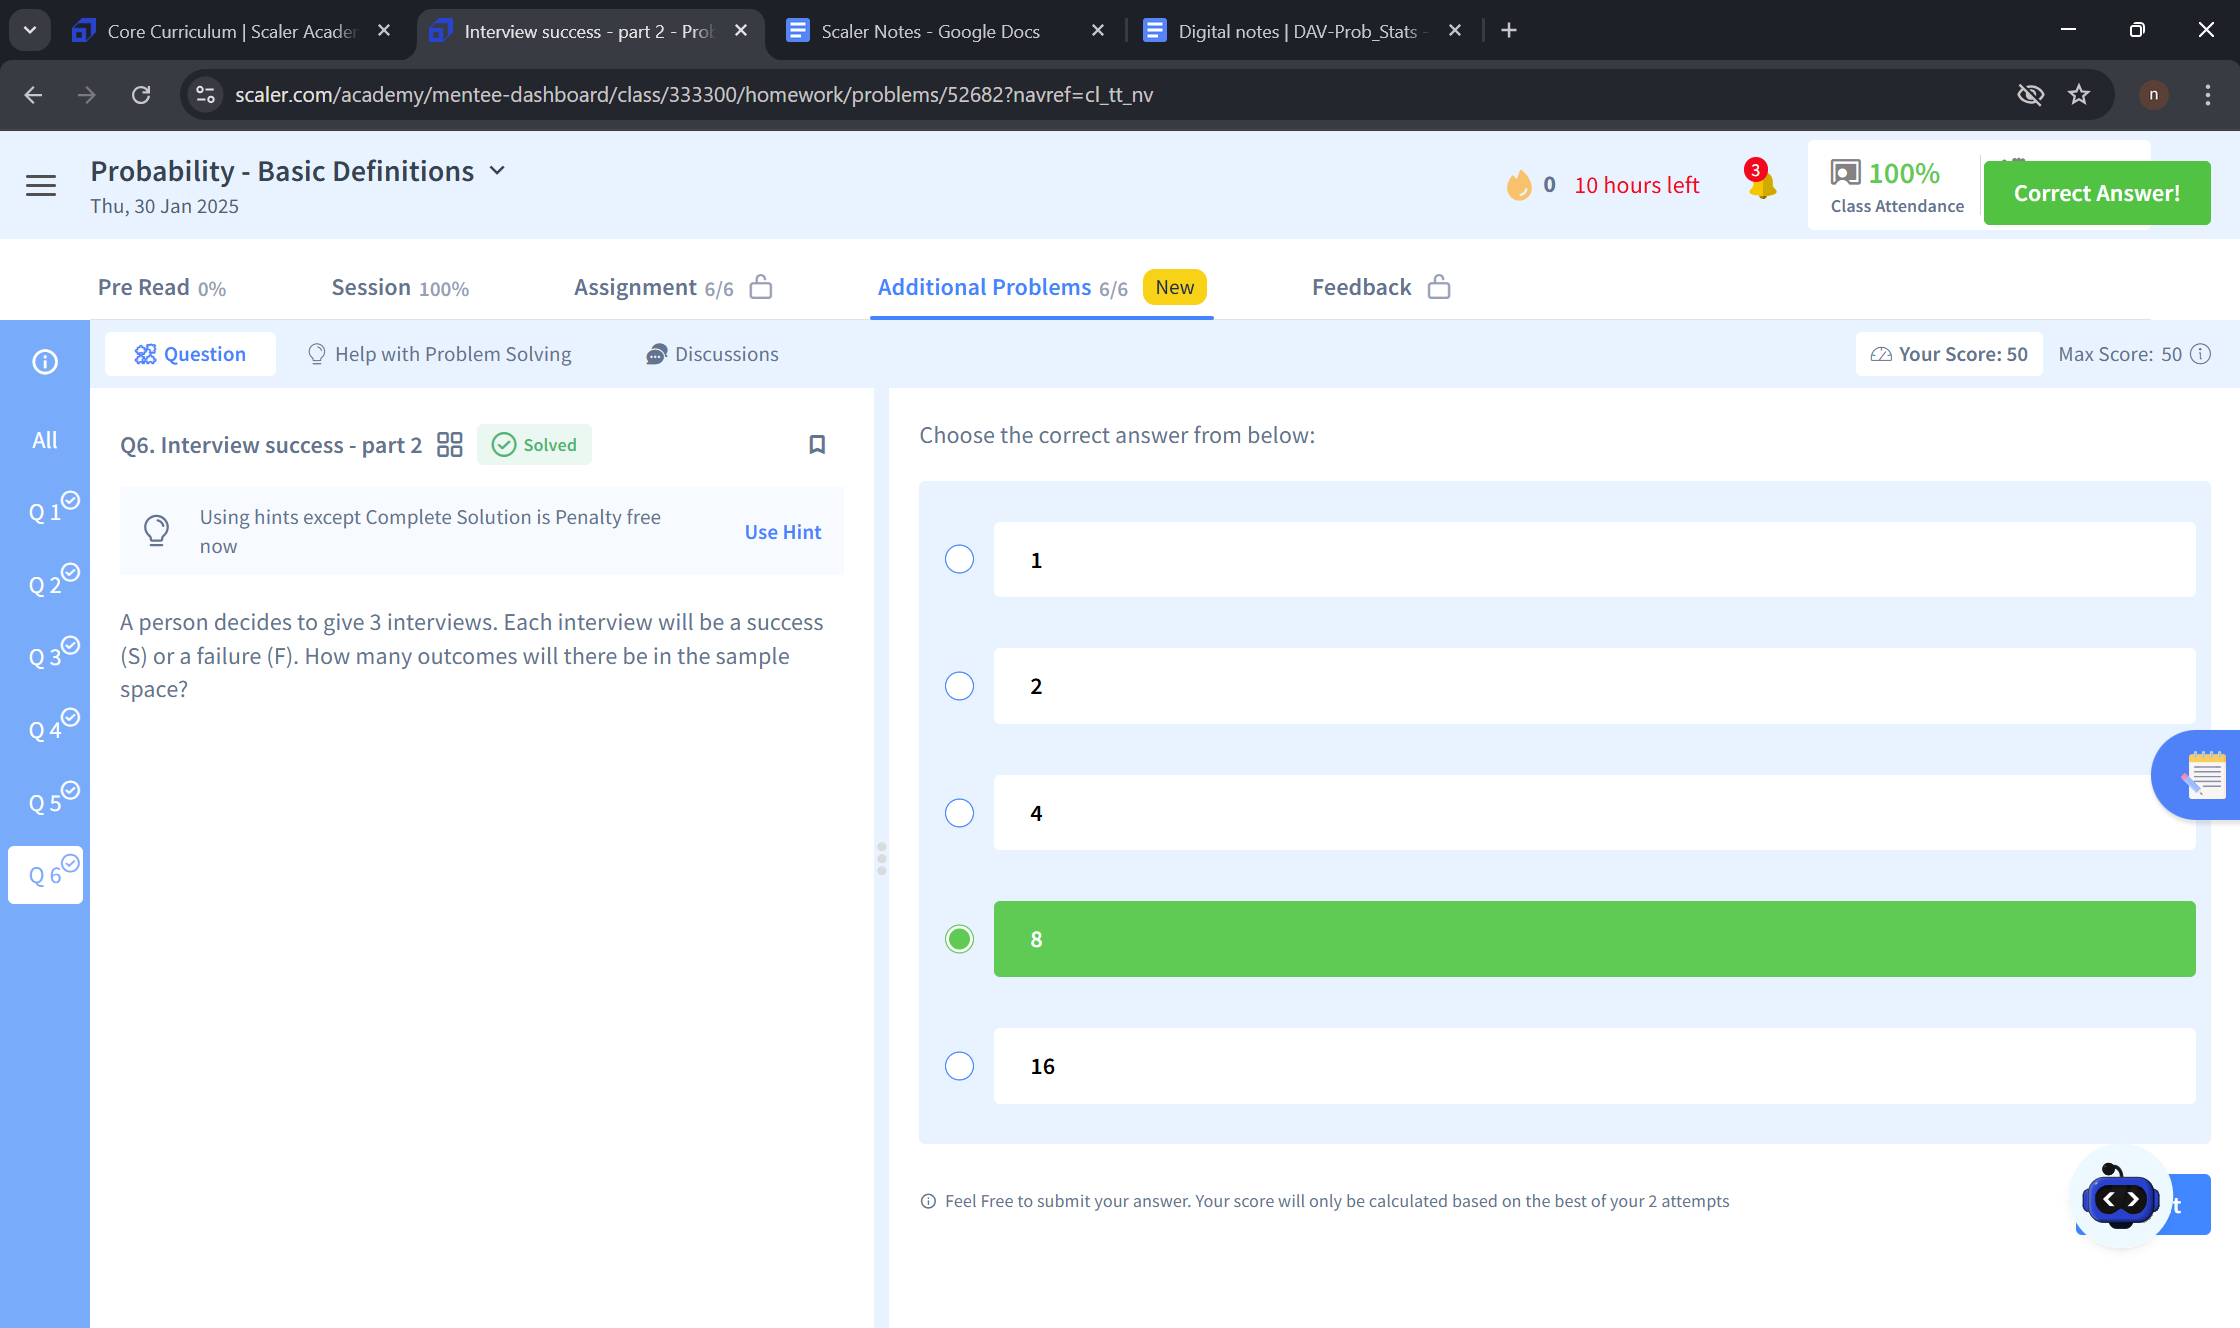 Core Curriculum | Scaler Acader
Interview success - part 2 - Prob
Scaler Notes - Google Docs
Digital notes | DAV-Prob_Stats -
scaler.com/academy/mentee-dashboard/class/333300/homework/problems/52682?navref=cl_tt_nv
n
Probability - Basic Definitions
Thu, 30 Jan 2025
0
10 hours left
3
100%
Class Attendance
Correct Answer!
Pre Read 0%
Session 100%
Assignment 6/6
Additional Problems 6/6 New
Feedback
Question
Help with Problem Solving
Discussions
Your Score: 50
Max Score: 50
All
Q 1
Q 2
Q 3
Q 4
Q 5
Q 6
Q6. Interview success - part 2
Solved
Using hints except Complete Solution is Penalty free
now
Use Hint
A person decides to give 3 interviews. Each interview will be a success
(S) or a failure (F). How many outcomes will there be in the sample
space?
Choose the correct answer from below:
1
2
4
8
16
Feel Free to submit your answer. Your score will only be calculated based on the best of your 2 attempts
t